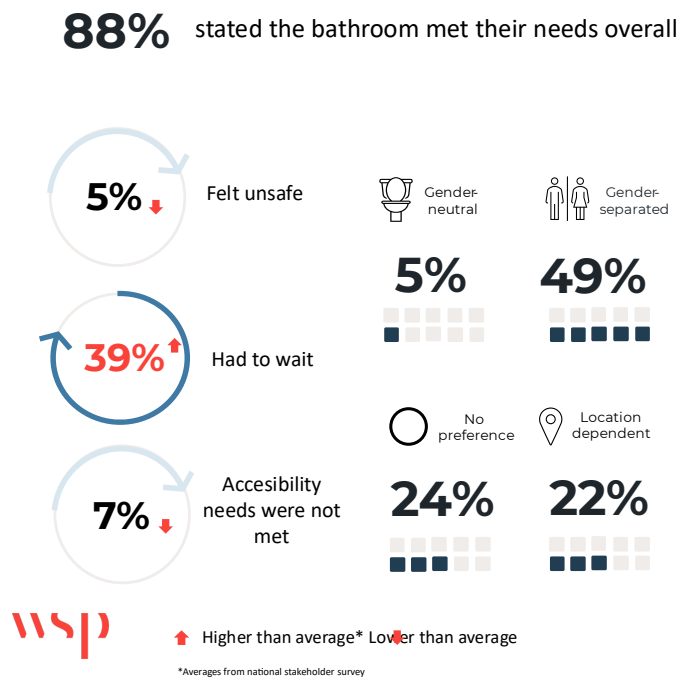 88% stated the bathroom met their needs overall
5% Felt unsafe
Gender-
neutral
Gender-
separated
5%
49%
39% Had to wait
No
preference
Location
dependent
7%
Accesibility
needs were not
met
24%
22%
wsp
Higher than average* Lower than average
*Averages from national stakeholder survey